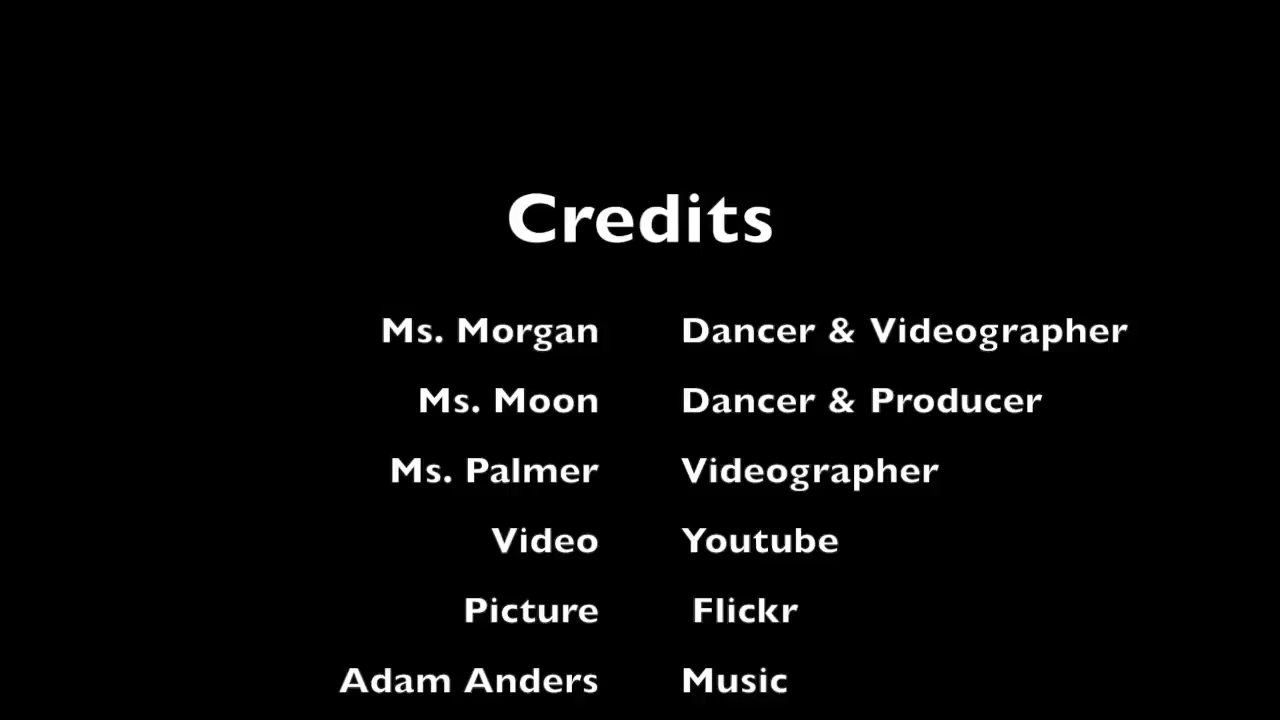 Credits
Ms. Morgan Dancer & Videographer
Ms. Moon Dancer & Producer
Ms. Palmer Videographer
Video Youtube
Picture Flickr
Adam Anders Music